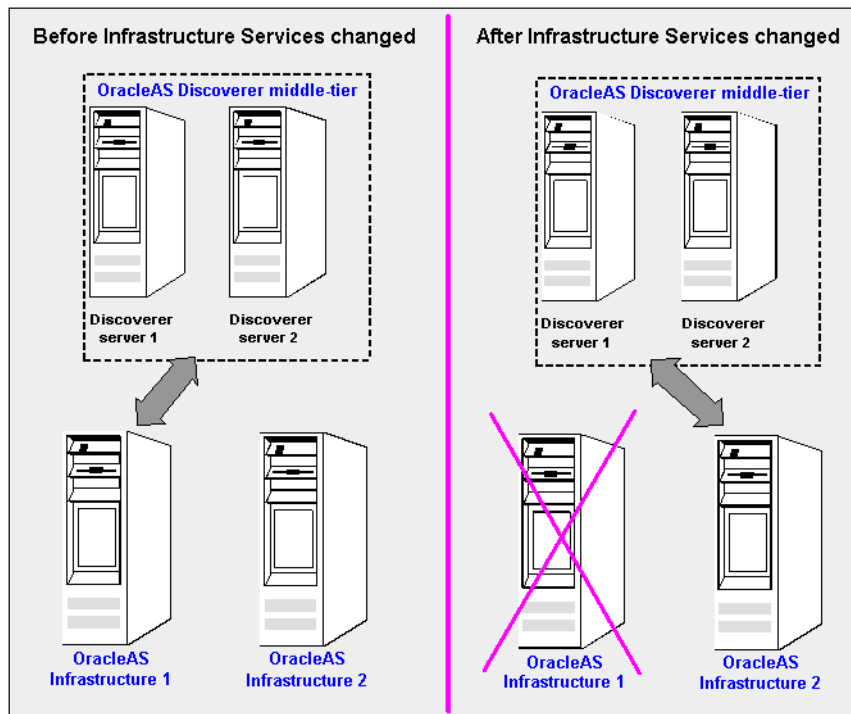 Before Infrastructure Services changed
OracleAS Discoverer middle-tier
Discoverer
server 1
Discoverer
server 2
OracleAS
Infrastructure 1
OracleAS
Infrastructure 2
After Infrastructure Services changed
OracleAS Discoverer middle-tier
Discoverer
server 1
Discoverer
server 2
OracleAS
Infrastructure 1
OracleAS
Infrastructure 2